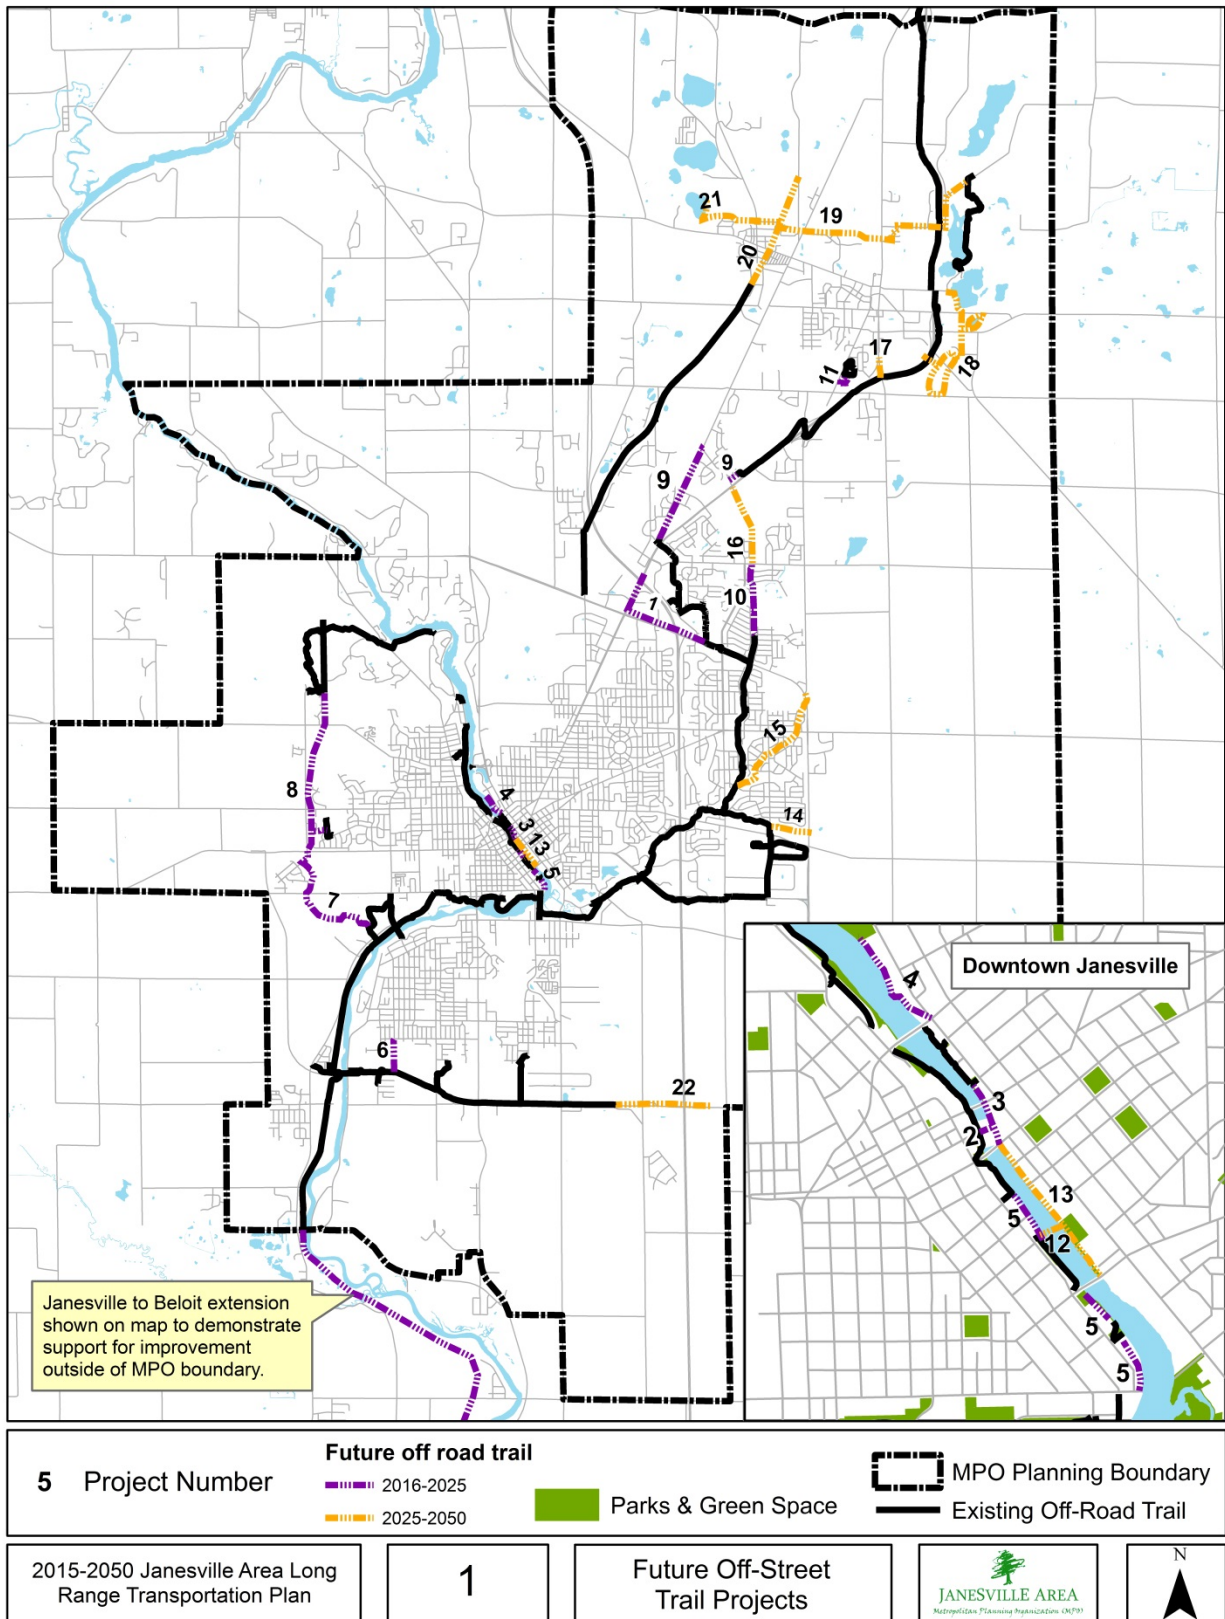 21
19
20
17
11
18
9
9
16
10
1
15
8
4
3
13
14
5
7
6
22
Downtown Janesville
4
3
2
13
5
12
5
5
Janesville to Beloit extension
shown on map to demonstrate
support for improvement
outside of MPO boundary.
5 Project Number
Future off road trail
2016-2025
2025-2050
Parks & Green Space
MPO Planning Boundary
Existing Off-Road Trail
2015-2050 Janesville Area Long
Range Transportation Plan
1
Future Off-Street
Trail Projects
JANESVILLE AREA
Metropolitan Planning Organization (MPO)
N